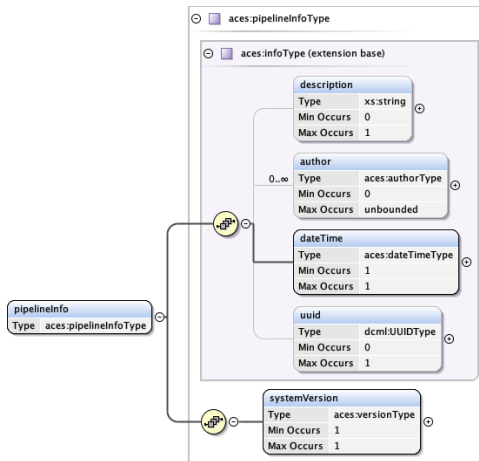 aces:pipelineInfoType
aces:infoType (extension base)
description
Type xs:string
Min Occurs 0
Max Occurs 1
0..∞
author
Type aces:authorType
Min Occurs 0
Max Occurs unbounded
dateTime
Type aces:dateTimeType
Min Occurs 1
Max Occurs 1
pipelineInfo
Type aces:pipelineInfoType
uuid
Type dcml:UUIDType
Min Occurs 0
Max Occurs 1
systemVersion
Type aces:versionType
Min Occurs 1
Max Occurs 1